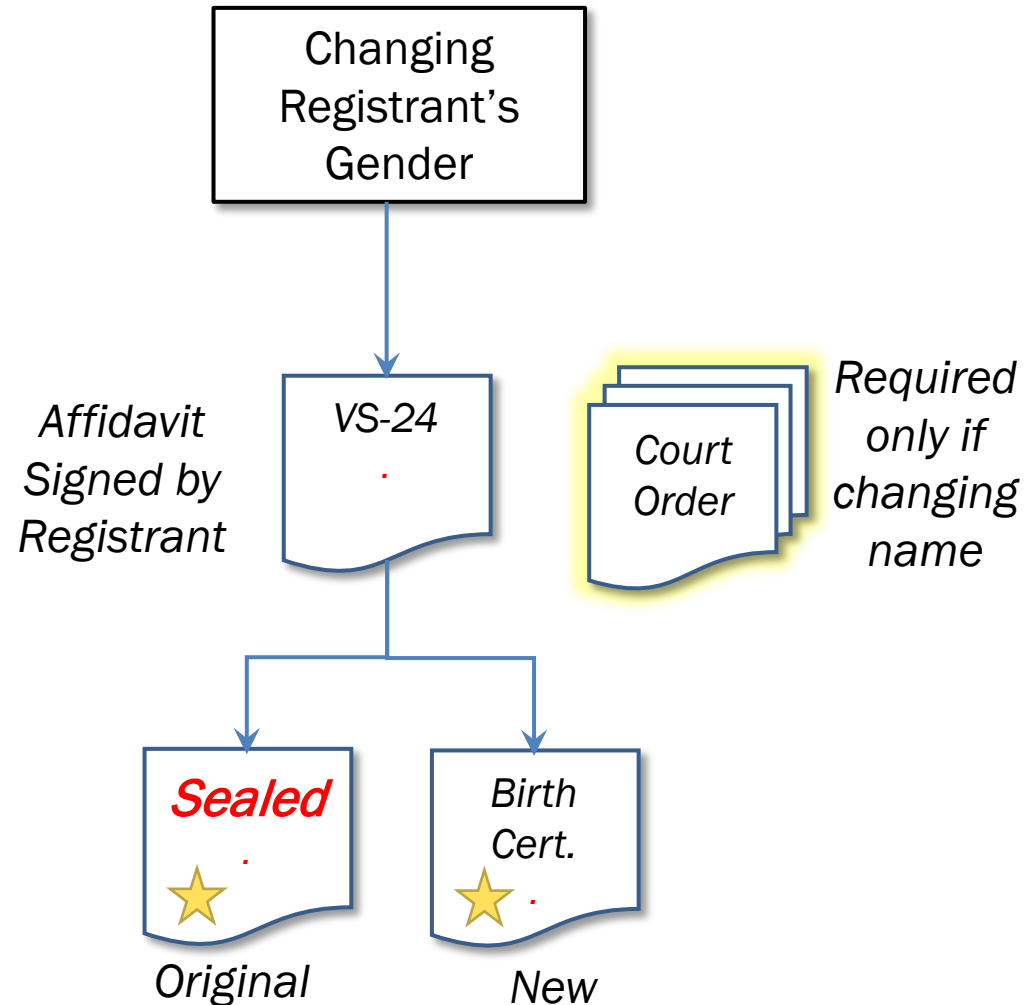 Changing
Registrant’s
Gender
Affidavit
Signed by
Registrant
VS-24
.
Court
Order
Required
only if
changing
name
Sealed
.
Original
Birth
Cert.
.
New